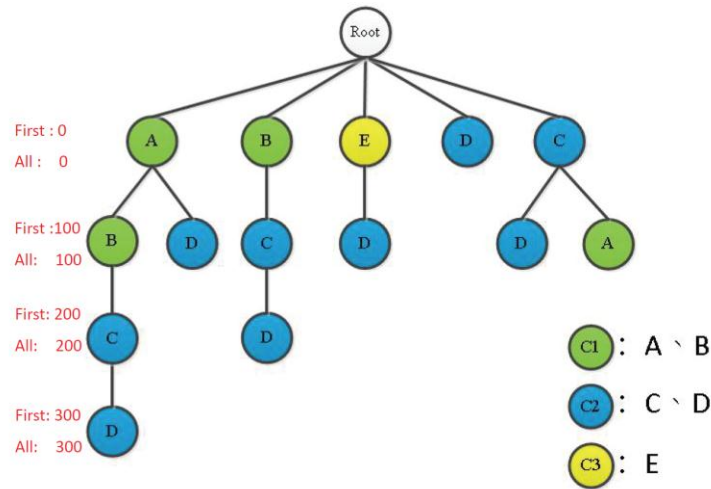 Root
First : 0
All : 0
A B E D C
First :100
All: 100
B D C D D A
First: 200
All: 200
C D
First: 300
All: 300
D
C1 : A、B
C2 : C、D
C3 : E